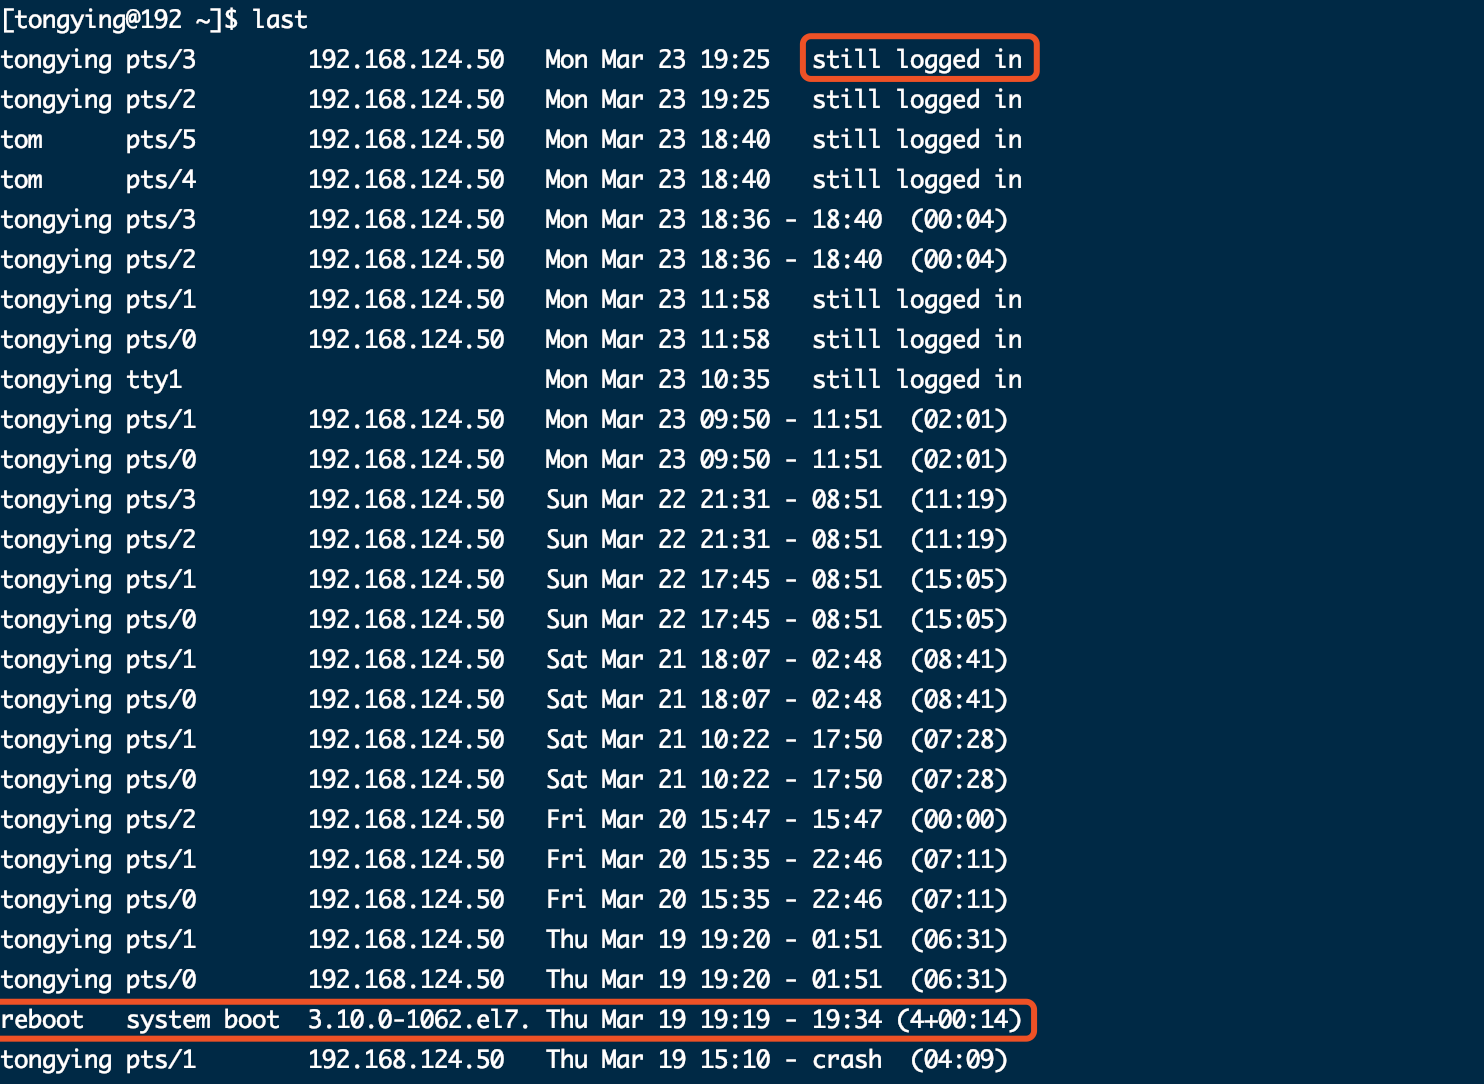 [tongying@192 ~]$ last
tongying pts/3        192.168.124.50   Mon Mar 23 19:25   still logged in
tongying pts/2        192.168.124.50   Mon Mar 23 19:25   still logged in
tom      pts/5        192.168.124.50   Mon Mar 23 18:40   still logged in
tom      pts/4        192.168.124.50   Mon Mar 23 18:40   still logged in
tongying pts/3        192.168.124.50   Mon Mar 23 18:36 - 18:40  (00:04)
tongying pts/2        192.168.124.50   Mon Mar 23 18:36 - 18:40  (00:04)
tongying pts/1        192.168.124.50   Mon Mar 23 11:58   still logged in
tongying pts/0        192.168.124.50   Mon Mar 23 11:58   still logged in
tongying tty1                          Mon Mar 23 10:35   still logged in
tongying pts/1        192.168.124.50   Mon Mar 23 09:50 - 11:51  (02:01)
tongying pts/0        192.168.124.50   Mon Mar 23 09:50 - 11:51  (02:01)
tongying pts/3        192.168.124.50   Sun Mar 22 21:31 - 08:51  (11:19)
tongying pts/2        192.168.124.50   Sun Mar 22 21:31 - 08:51  (11:19)
tongying pts/1        192.168.124.50   Sun Mar 22 17:45 - 08:51  (15:05)
tongying pts/0        192.168.124.50   Sun Mar 22 17:45 - 08:51  (15:05)
tongying pts/1        192.168.124.50   Sat Mar 21 18:07 - 02:48  (08:41)
tongying pts/0        192.168.124.50   Sat Mar 21 18:07 - 02:48  (08:41)
tongying pts/1        192.168.124.50   Sat Mar 21 10:22 - 17:50  (07:28)
tongying pts/0        192.168.124.50   Sat Mar 21 10:22 - 17:50  (07:28)
tongying pts/2        192.168.124.50   Fri Mar 20 15:47 - 15:47  (00:00)
tongying pts/1        192.168.124.50   Fri Mar 20 15:35 - 22:46  (07:11)
tongying pts/0        192.168.124.50   Fri Mar 20 15:35 - 22:46  (07:11)
tongying pts/1        192.168.124.50   Thu Mar 19 19:20 - 01:51  (06:31)
tongying pts/0        192.168.124.50   Thu Mar 19 19:20 - 01:51  (06:31)
reboot   system boot  3.10.0-1062.el7. Thu Mar 19 19:19 - 19:34 (4+00:14)
tongying pts/1        192.168.124.50   Thu Mar 19 15:10 - crash  (04:09)